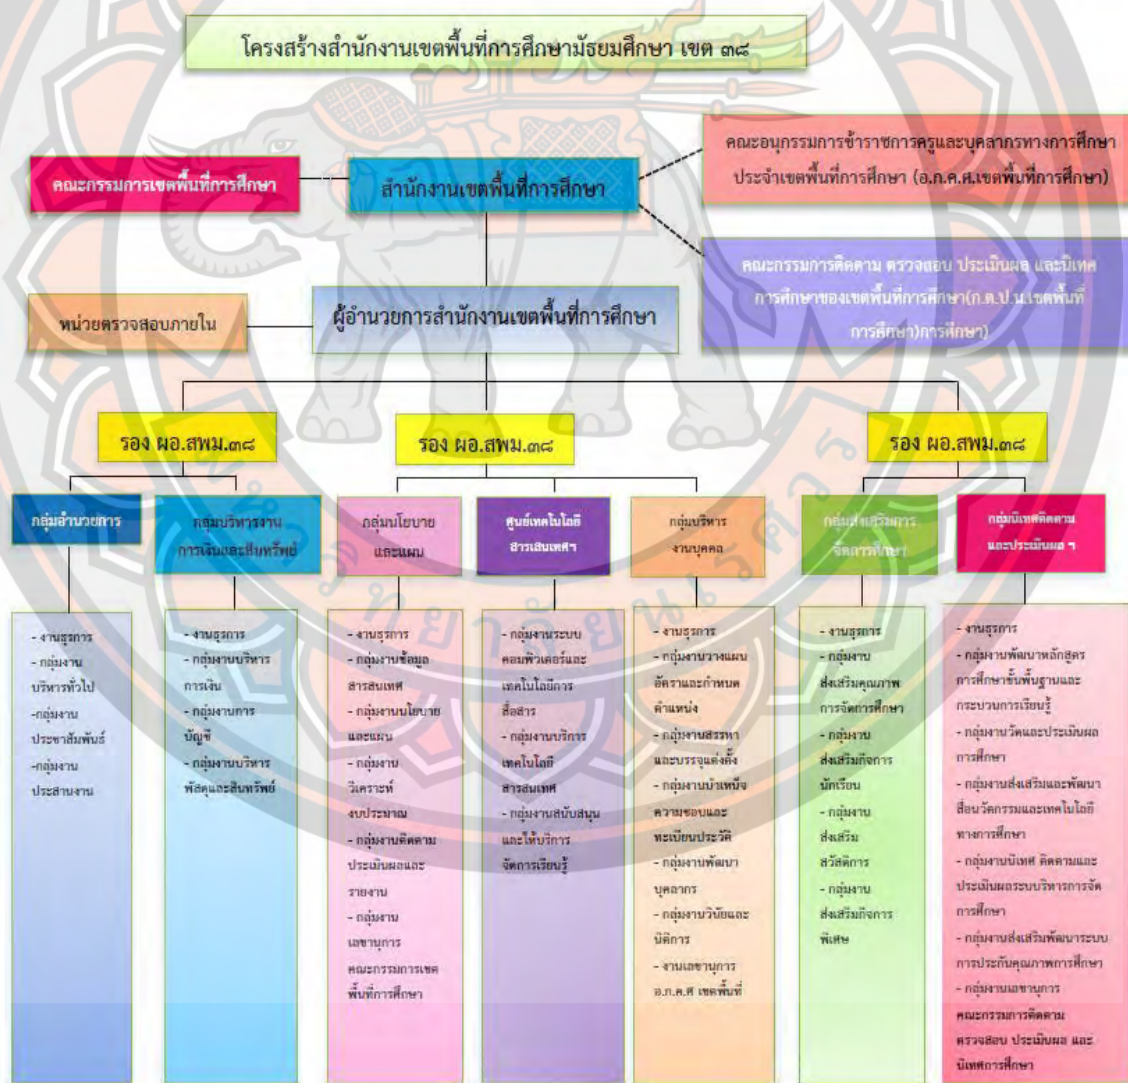 โครงสร้างสำนักงานเขตพื้นที่การศึกษามัธยมศึกษา เขต ๓๘
คณะกรรมการเขตพื้นที่การศึกษา
สำนักงานเขตพื้นที่การศึกษา
คณะอนุกรรมการข้าราชการครูและบุคลากรทางการศึกษา
ประจำเขตพื้นที่การศึกษา (อ.ก.ค.ศ.เขตพื้นที่การศึกษา)
คณะกรรมการติดตาม ตรวจสอบ ประเมินผล และนิเทศ
การศึกษาของเขตพื้นที่การศึกษา(ก.ต.ป.น.เขตพื้นที่
การศึกษา)การศึกษา)
หน่วยตรวจสอบภายใน
ผู้อำนวยการสำนักงานเขตพื้นที่การศึกษา
รอง ผอ.สพม.๓๘
รอง ผอ.สพม.๓๘
รอง ผอ.สพม.๓๘
กลุ่มอำนวยการ
กลุ่มบริหารงาน
การเงินและสินทรัพย์
กลุ่มนโยบาย
และแผน
ศูนย์เทคโนโลยี
สารเสนเทศฯ
กลุ่มบริหาร
งานบุคคล
กลุ่มส่งเสริมการ
จัดการศึกษา
กลุ่มนิเทศติดตาม
และประเมินผล ฯ
- งานธุรการ
- กลุ่มงาน
บริหารทั่วไป
-กลุ่มงาน
ประชาสัมพันธ์
-กลุ่มงาน
ประสานงาน
- งานธุรการ
- กลุ่มงานบริหาร
การเงิน
- กลุ่มงานการ
บัญชี
- กลุ่มงานบริหาร
พัสดุและสินทรัพย์
- งานธุรการ
- กลุ่มงานข้อมูล
สารสนเทศ
- กลุ่มงานนโยบาย
และแผน
- กลุ่มงาน
วิเคราะห์
งบประมาณ
- กลุ่มงานติดตาม
ประเมินผลและ
รายงาน
- กลุ่มงาน
เลขานุการ
คณะกรรมการเขต
พื้นที่การศึกษา
- กลุ่มงานระบบ
คอมพิวเตอร์และ
เทคโนโลยีการ
สื่อสาร
- กลุ่มงานบริการ
เทคโนโลยี
สารสนเทศ
- กลุ่มงานสนับสนุน
และให้บริการ
จัดการเรียนรู้
- งานธุรการ
- กลุ่มงานวางแผน
อัตราและกำหนด
ตำแหน่ง
- กลุ่มงานสรรหา
และบรรจุแต่งตั้ง
- กลุ่มงานบำเหน็จ
ความชอบและ
ทะเบียนประวัติ
- กลุ่มงานพัฒนา
บุคลากร
- กลุ่มงานวินัยและ
นิติการ
- งานเลขานุการ
อ.ก.ค.ศ เขตพื้นที่
- งานธุรการ
- กลุ่มงาน
ส่งเสริมคุณภาพ
การจัดการศึกษา
- กลุ่มงาน
ส่งเสริมกิจการ
นักเรียน
- กลุ่มงาน
ส่งเสริม
สวัสดิการ
- กลุ่มงาน
ส่งเสริมกิจการ
พิเศษ
- งานธุรการ
- กลุ่มงานพัฒนาหลักสูตร
การศึกษาขั้นพื้นฐานและ
กระบวนการเรียนรู้
- กลุ่มงานวัดและประเมินผล
การศึกษา
- กลุ่มงานส่งเสริมและพัฒนา
สื่อนวัตกรรมและเทคโนโลยี
ทางการศึกษา
- กลุ่มงานนิเทศ ติดตามและ
ประเมินผลระบบบริหารการจัด
การศึกษา
- กลุ่มงานส่งเสริมพัฒนาระบบ
การประกันคุณภาพการศึกษา
- กลุ่มงานเลขานุการ
คณะกรรมการติดตาม
ตรวจสอบ ประเมินผล และ
นิเทศการศึกษา